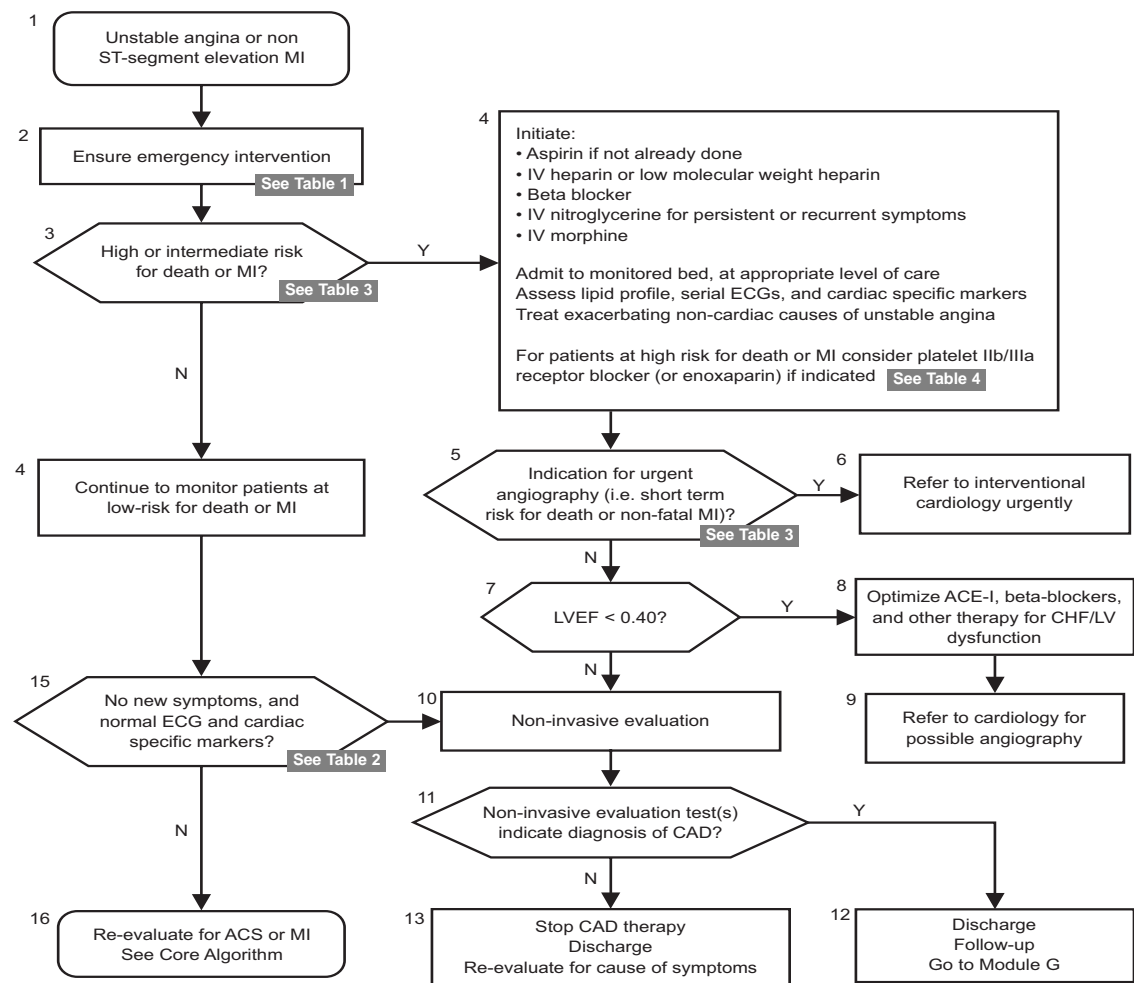 1
Unstable angina or non
ST-segment elevation MI
2
Ensure emergency intervention
See Table 1
3
High or intermediate risk
for death or MI?
See Table 3
Y
N
4
Initiate:
• Aspirin if not already done
• IV heparin or low molecular weight heparin
• Beta blocker
• IV nitroglycerine for persistent or recurrent symptoms
• IV morphine
Admit to monitored bed, at appropriate level of care
Assess lipid profile, serial ECGs, and cardiac specific markers
Treat exacerbating non-cardiac causes of unstable angina
For patients at high risk for death or MI consider platelet IIb/IIIa
receptor blocker (or enoxaparin) if indicated See Table 4
4
Continue to monitor patients at
low-risk for death or MI
5
Indication for urgent
angiography (i.e. short term
risk for death or non-fatal MI)?
See Table 3
Y
N
6
Refer to interventional
cardiology urgently
7
LVEF < 0.40?
Y
N
8
Optimize ACE-I, beta-blockers,
and other therapy for CHF/LV
dysfunction
9
Refer to cardiology for
possible angiography
15
No new symptoms, and
normal ECG and cardiac
specific markers?
See Table 2
N
10
Non-invasive evaluation
11
Non-invasive evaluation test(s)
indicate diagnosis of CAD?
Y
N
16
Re-evaluate for ACS or MI
See Core Algorithm
13
Stop CAD therapy
Discharge
Re-evaluate for cause of symptoms
12
Discharge
Follow-up
Go to Module G